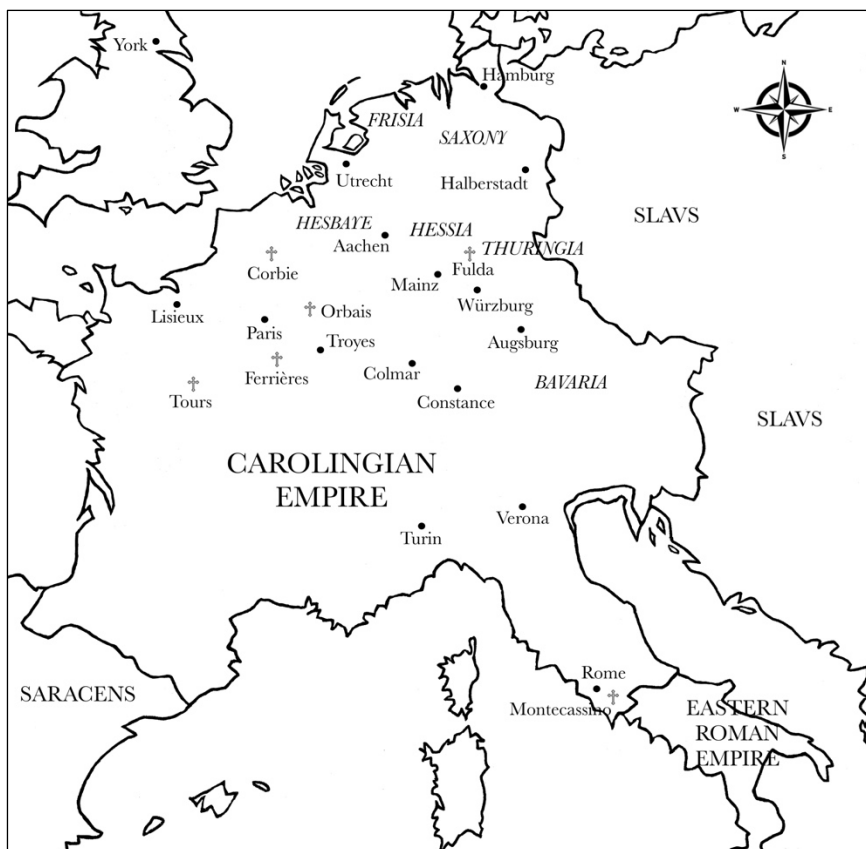 York
Hamburg
N
W
E
S
FRISIA
SAXONY
Utrecht
Halberstadt
SLAVS
HESBAYE
HESSIA
Aachen
THURINGIA
Corbie
Fulda
Mainz
Würzburg
Lisieux
Orbais
Paris
Troyes
Augsburg
Ferrières
Colmar
BAVARIA
Tours
Constance
SLAVS
CAROLINGIAN
EMPIRE
Verona
Turin
Rome
SARACENS
Montecassino
EASTERN
ROMAN
EMPIRE